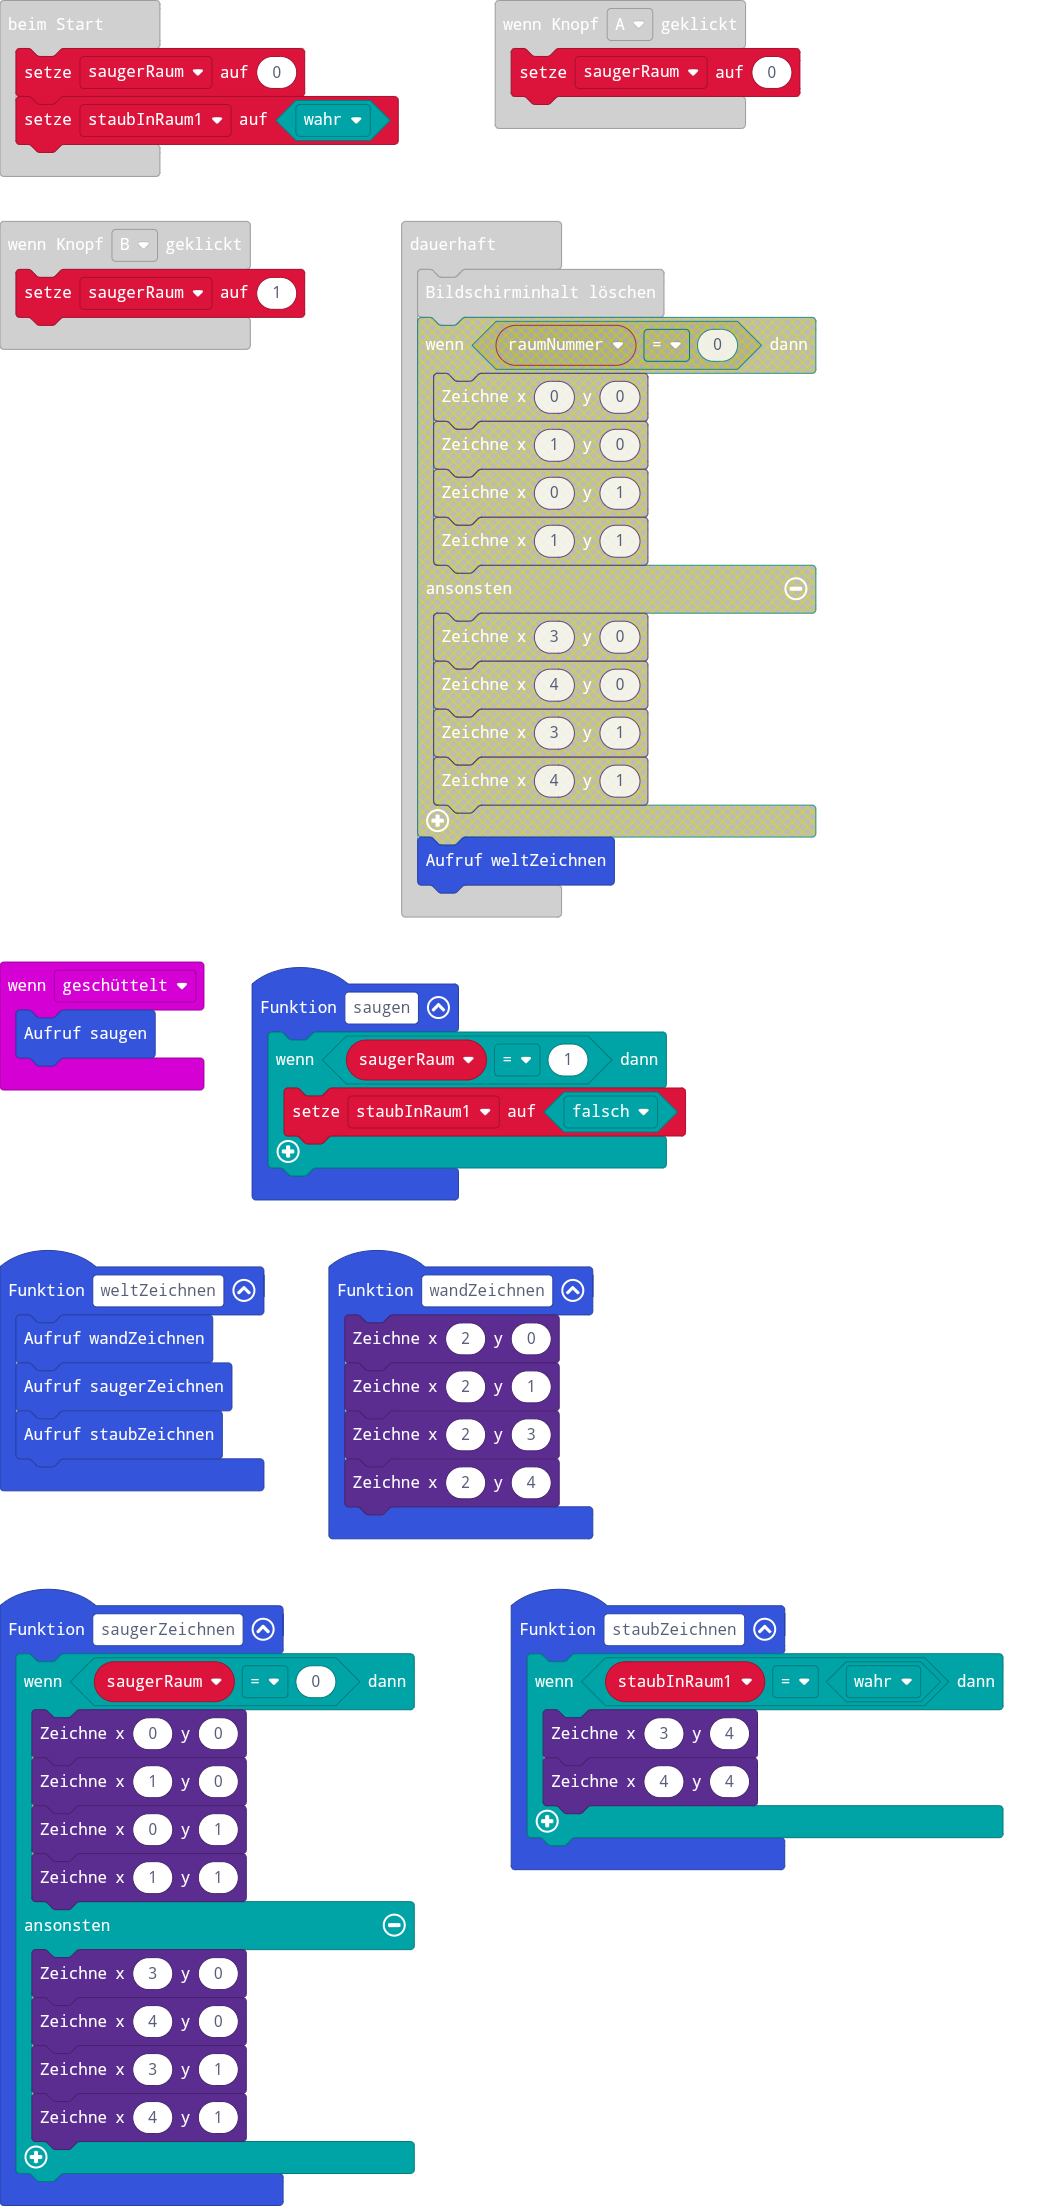 beim Start
setze saugerRaum auf 0
setze staubInRaum1 auf wahr
wenn Knopf A geklickt
setze saugerRaum auf 0
wenn Knopf B geklickt
setze saugerRaum auf 1
dauerhaft
Bildschirminhalt löschen
wenn raumNummer = 0 dann
Zeichne x 0 y 0
Zeichne x 1 y 0
Zeichne x 0 y 1
Zeichne x 1 y 1
ansonsten
Zeichne x 3 y 0
Zeichne x 4 y 0
Zeichne x 3 y 1
Zeichne x 4 y 1
Aufruf weltZeichnen
wenn geschüttelt
Aufruf saugen
Funktion saugen
wenn saugerRaum = 1 dann
setze staubInRaum1 auf falsch
Funktion weltZeichnen
Aufruf wandZeichnen
Aufruf saugerZeichnen
Aufruf staubZeichnen
Funktion wandZeichnen
Zeichne x 2 y 0
Zeichne x 2 y 1
Zeichne x 2 y 3
Zeichne x 2 y 4
Funktion saugerZeichnen
wenn saugerRaum = 0 dann
Zeichne x 0 y 0
Zeichne x 1 y 0
Zeichne x 0 y 1
Zeichne x 1 y 1
ansonsten
Zeichne x 3 y 0
Zeichne x 4 y 0
Zeichne x 3 y 1
Zeichne x 4 y 1
Funktion staubZeichnen
wenn staubInRaum1 = wahr dann
Zeichne x 3 y 4
Zeichne x 4 y 4